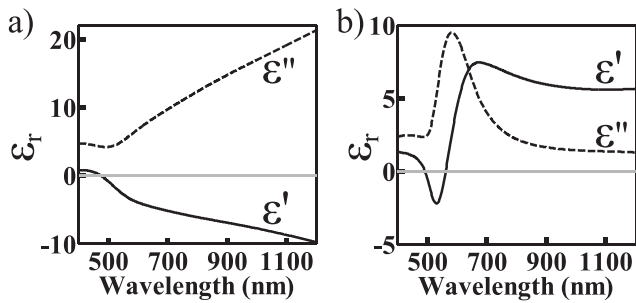 a)
20
10
0
-10
εr
ε"
ε'
500 700 900 1100
Wavelength (nm)
b)
10
5
0
-5
εr
ε'
ε"
500 700 900 1100
Wavelength (nm)